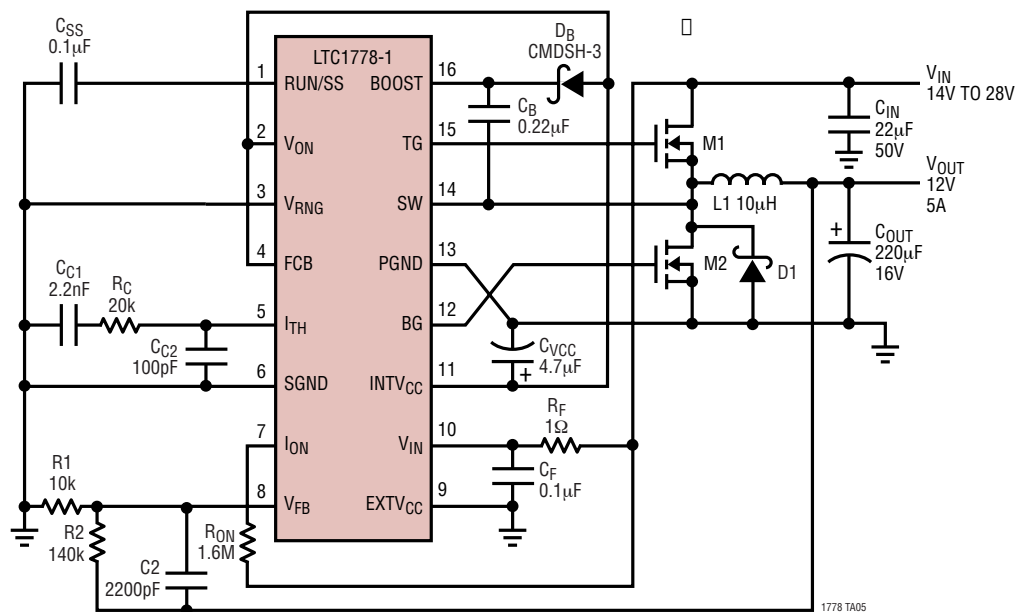 LTC1778-1
CSS
0.1µF
DB
CMDSH-3
1
RUN/SS
BOOST
16
VIN
14V TO 28V
CB
0.22µF
CIN
22µF
50V
2
VON
TG
15
M1
3
VRNG
SW
14
L1 10µH
VOUT
12V
5A
4
FCB
PGND
13
M2
D1
+
COUT
220µF
16V
CC1
2.2nF
RC
20k
5
ITH
BG
12
CC2
100pF
CVCC
4.7µF
+
6
SGND
INTVCC
11
7
ION
VIN
10
RF
1Ω
CF
0.1µF
R1
10k
8
VFB
EXTVCC
9
R2
140k
RON
1.6M
C2
2200pF
1778 TA05